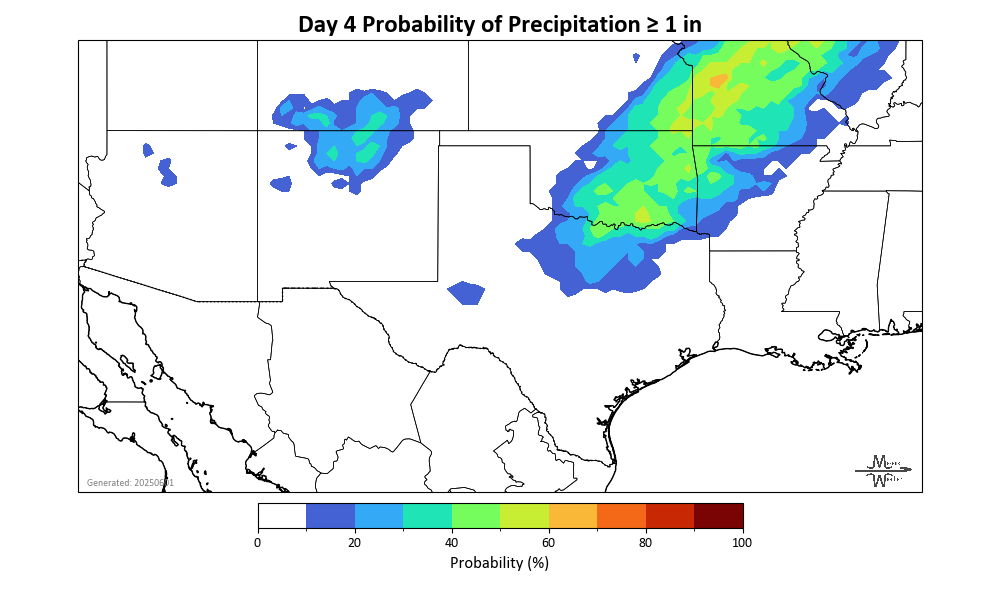 Day 4 Probability of Precipitation ≥ 1 in
Generated: 20250601
0 20 40 60 80 100
Probability (%)